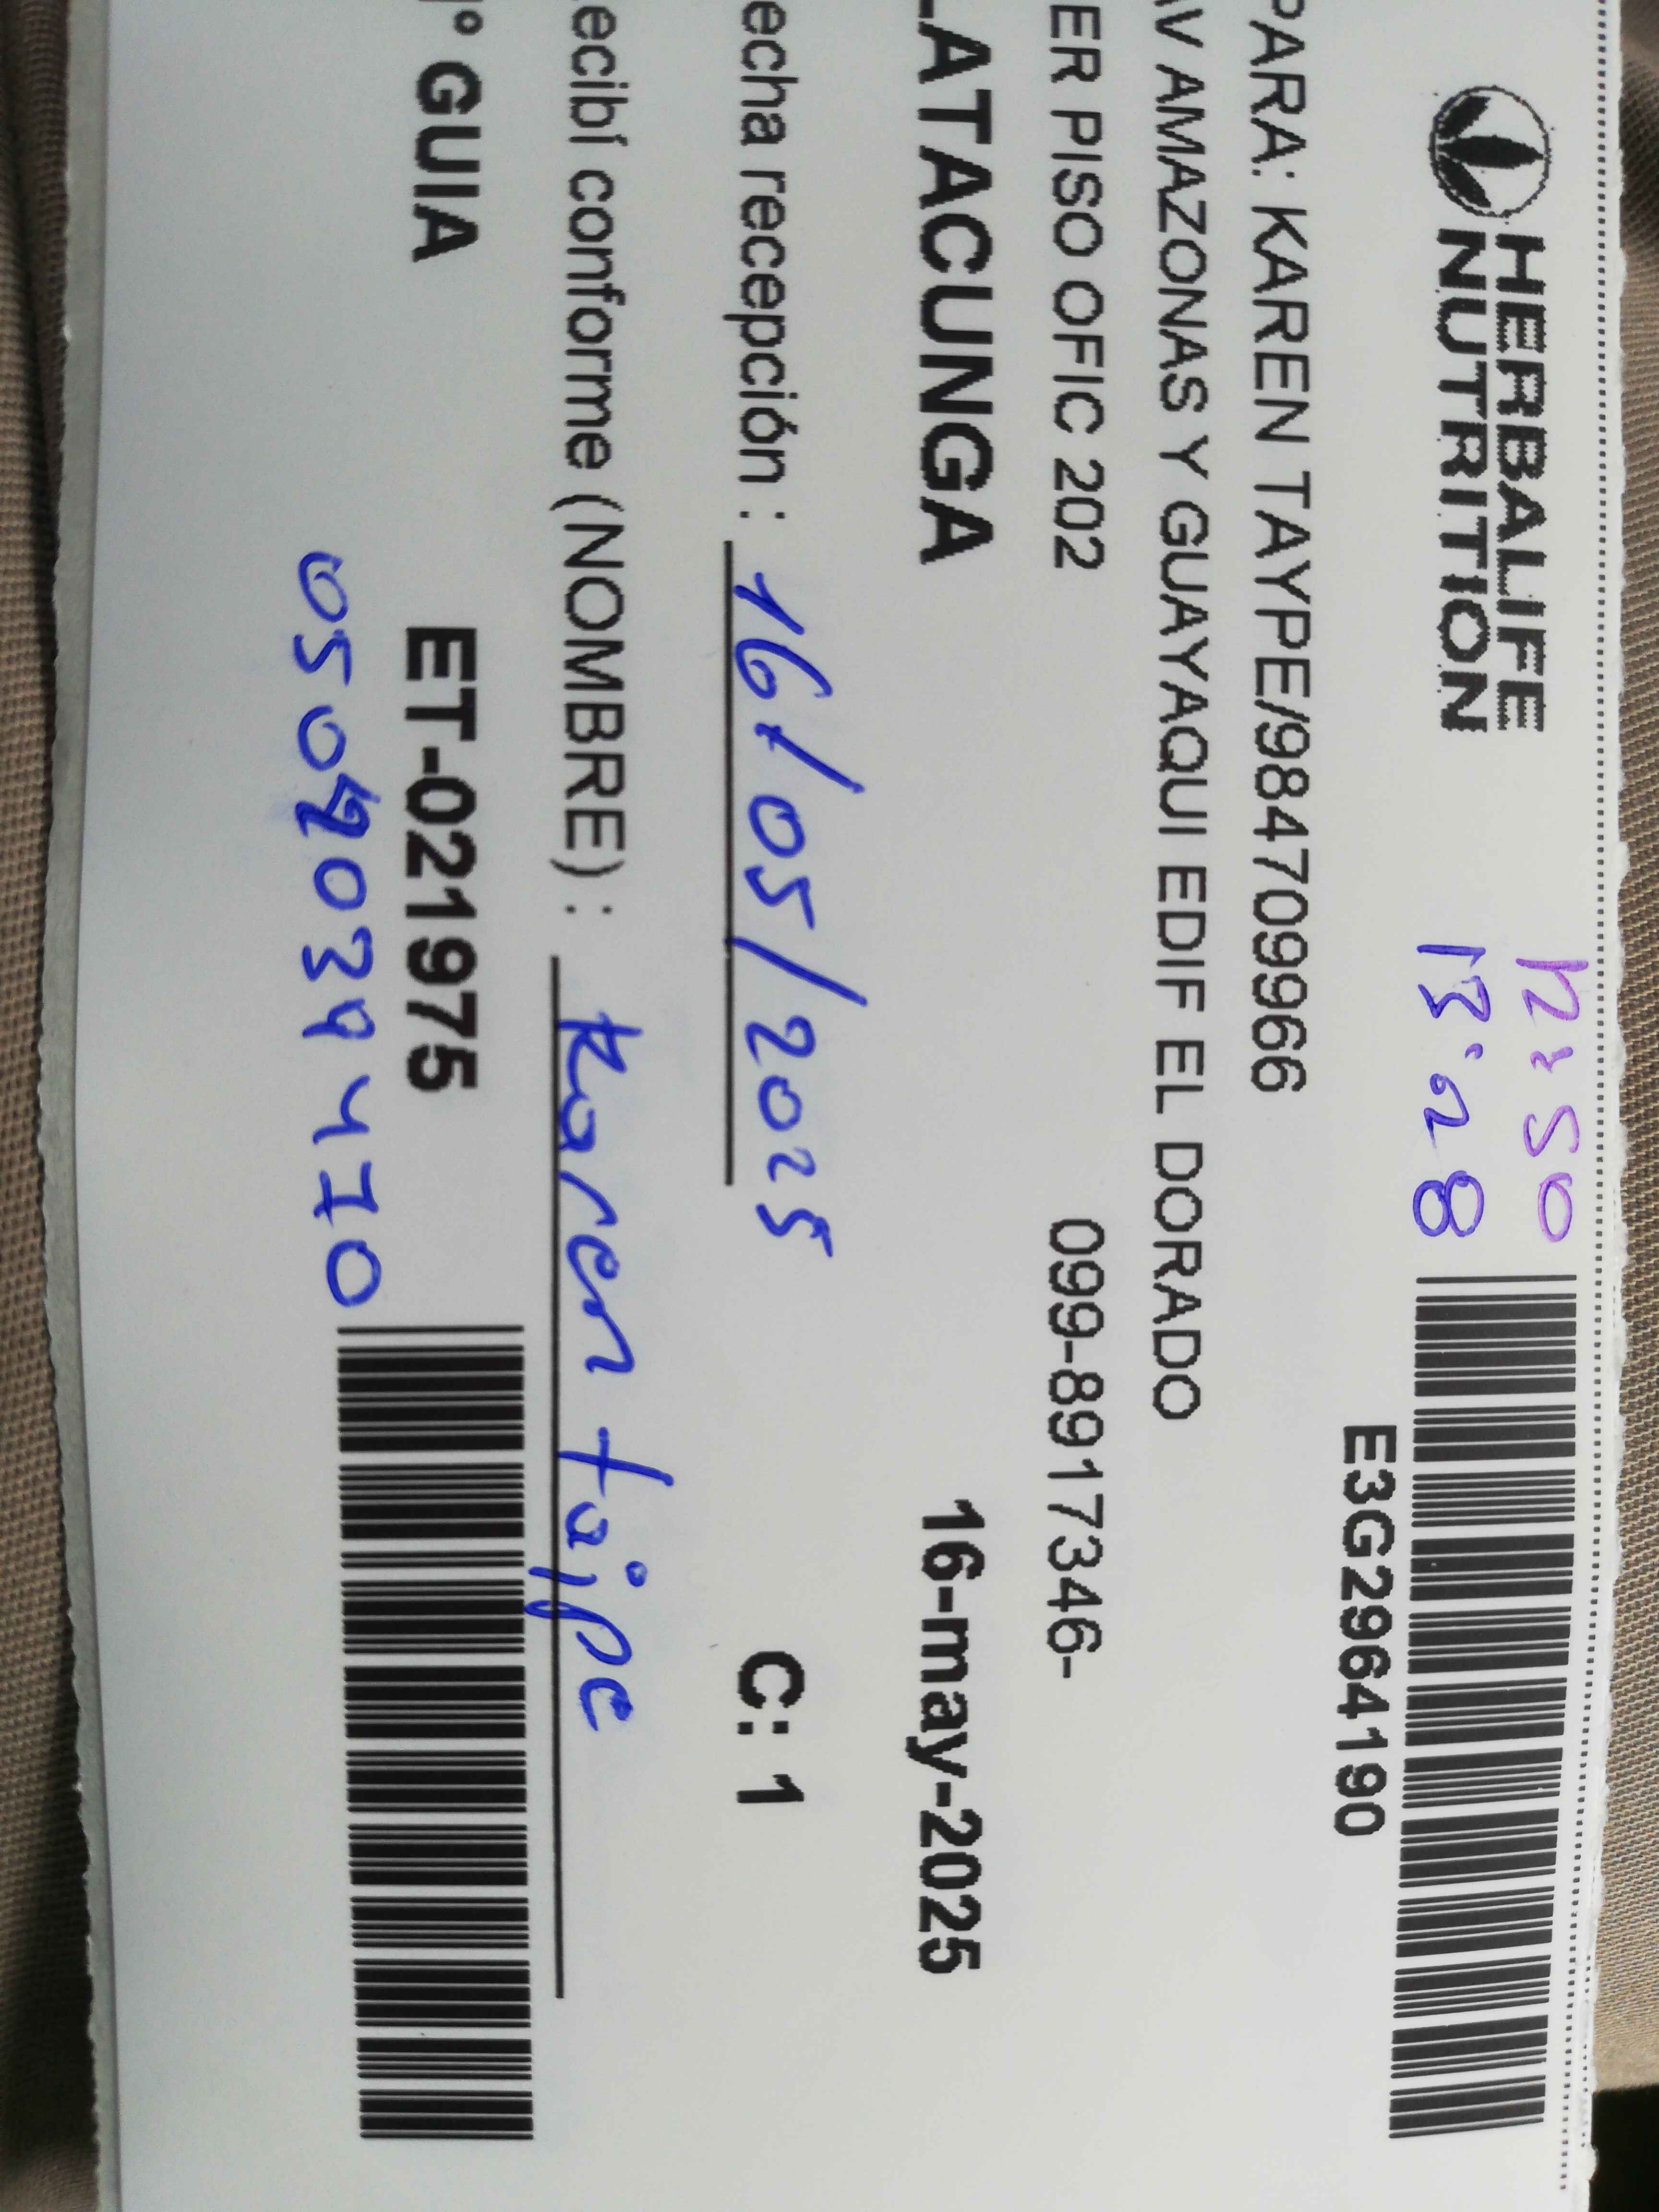 HERBALIFE
NUTRITION
12:50
13:28
E3G2964190
PARA: KAREN TAYPE/984709966
AV AMAZONAS Y GUAYAQUI EDIF EL DORADO
ER PISO OFIC 202 099-8917346-
LATACUNGA 16-may-2025
echa recepción : 16/05/2025 C: 1
ecibí conforme (NOMBRE) : Karen taipe
° GUIA ET-021975